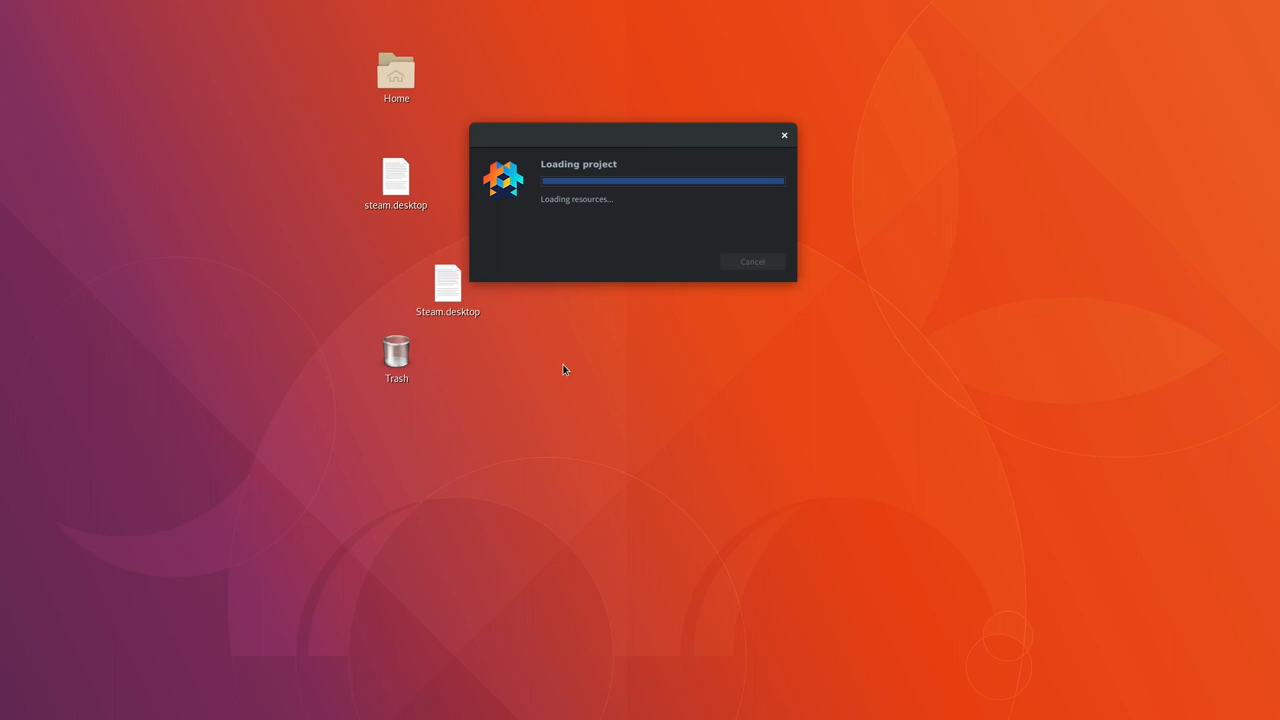 Home
steam.desktop
Steam.desktop
Trash
Loading project
Loading resources...
Cancel